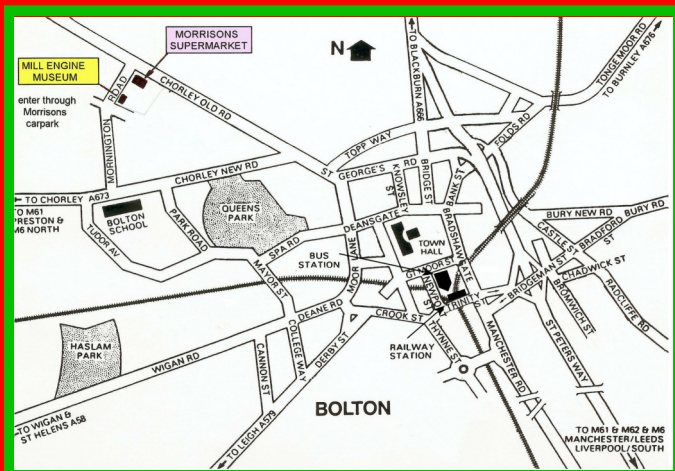 MORRISONS
SUPERMARKET
N
MILL ENGINE
MUSEUM
enter through
Morrisons
carpark
MORNINGTON
ROAD
CHORLEY OLD RD
TO BLACKBURN A666
TONGE MOOR RD
TO BURNLEY A676
TOPP WAY
FOLDS RD
CHORLEY NEW RD
ST GEORGE'S RD
KNOWSLEY
ST
BRIDGE ST
BANK ST
TO CHORLEY A673
TO M61
PRESTON &
M6 NORTH
BOLTON
SCHOOL
TUDOR AV
PARK ROAD
QUEENS
PARK
SPA RD
DEANSGATE
BRADSHAWGATE
TOWN
HALL
BUS
STATION
MAYOR ST
MOOR LANE
GT MOOR ST
NEWPORT S
TRINITY ST
BURY NEW RD
BURY RD
CASTLE ST
BRADFORD
ST
BRIDGEMAN ST
CHADWICK ST
RADCLIFFE RD
BROMWICH ST
DEANE RD
CROOK ST
THYNNE ST
RAILWAY
STATION
MANCHESTER RD
ST PETERS WAY
HASLAM
PARK
WIGAN RD
CANNON ST
COLLEGE WAY
DERBY ST
BOLTON
TO WIGAN &
ST HELENS A58
TO LEIGH A579
TO M61 & M62 & M6
MANCHESTER/LEEDS
LIVERPOOL/SOUTH